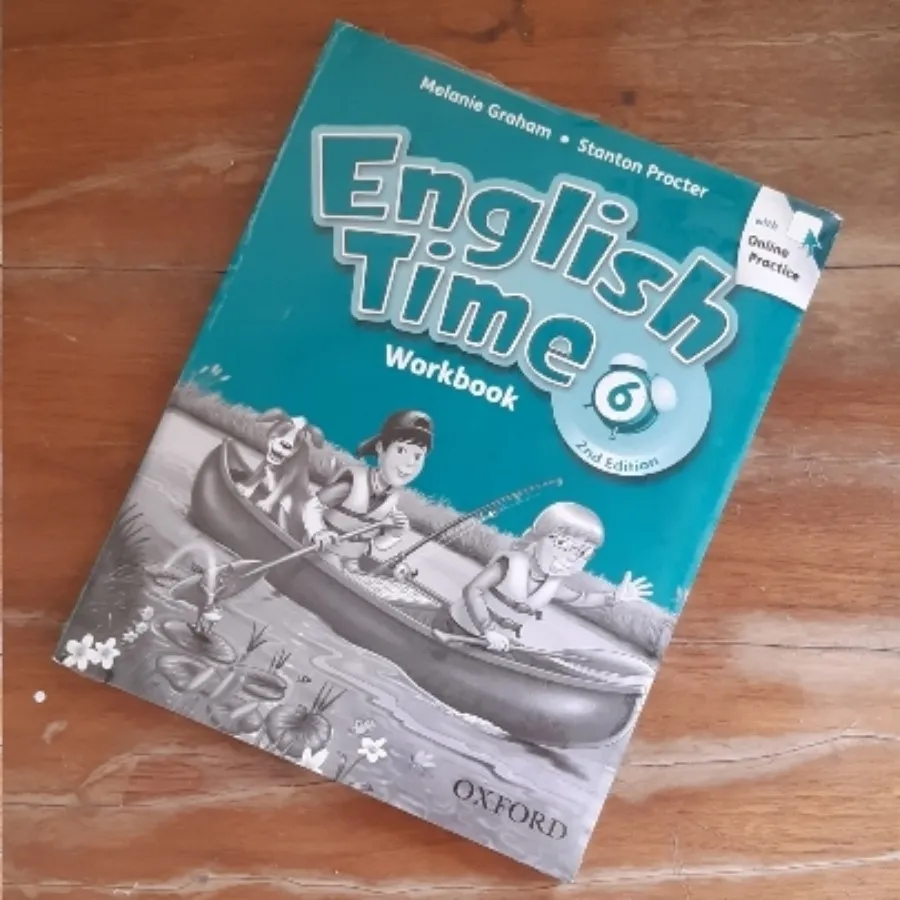 Melanie Graham • Stanton Procter
with
Online
Practice
English
Time
Workbook
6
2nd Edition
OXFORD